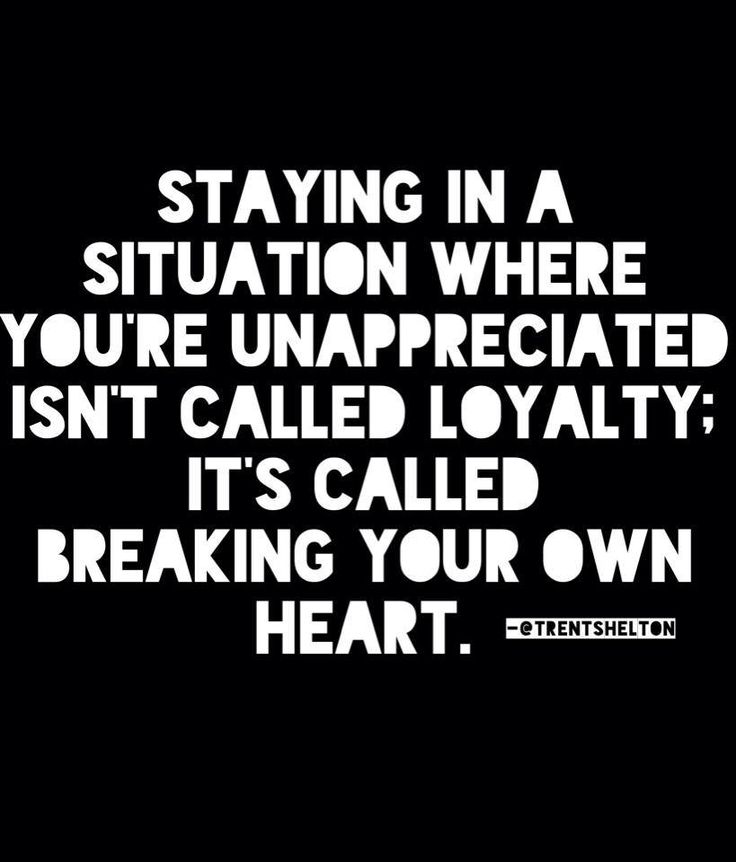 STAYING IN A
SITUATION WHERE
YOU'RE UNAPPRECIATED
ISN'T CALLED LOYALTY;
IT'S CALLED
BREAKING YOUR OWN
HEART. -@TRENTSHELTON